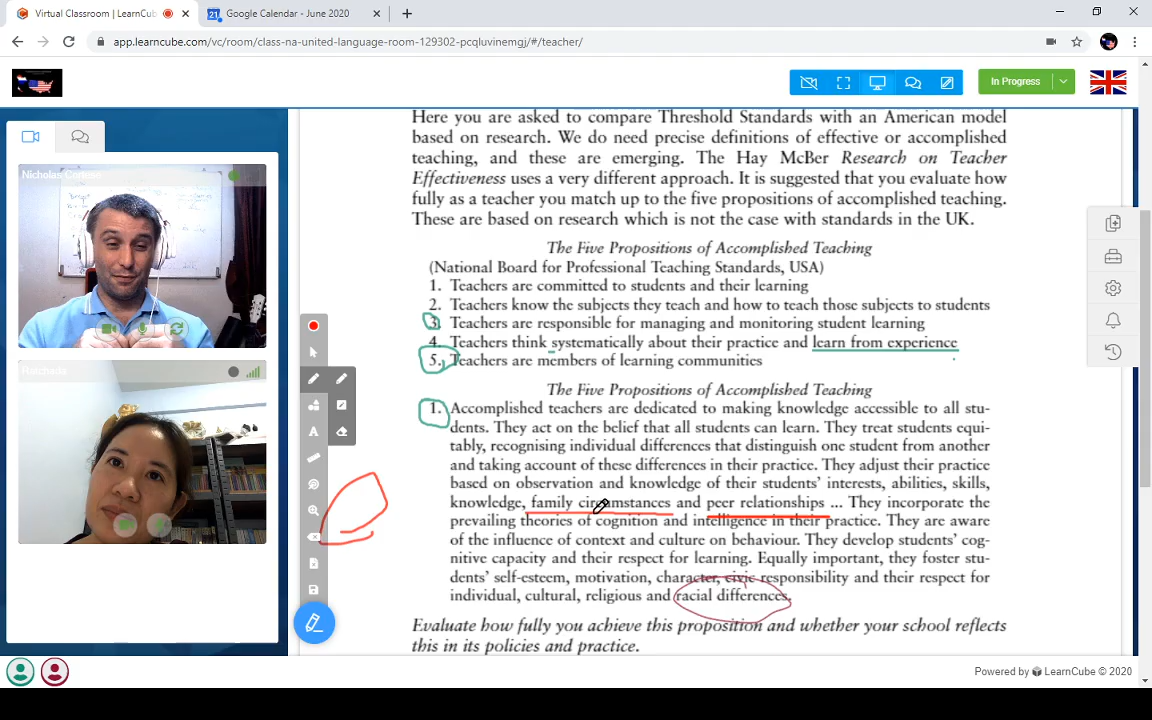 Virtual Classroom | LearnCub
Google Calendar - June 2020
app.learncube.com/vc/room/class-na-united-language-room-129302-pcqluvinemgj/#/teacher/
In Progress
Nicholas Cortese
Ratchada
Here you are asked to compare Threshold Standards with an American model
based on research. We do need precise definitions of effective or accomplished
teaching, and these are emerging. The Hay McBer Research on Teacher
Effectiveness uses a very different approach. It is suggested that you evaluate how
fully as a teacher you match up to the five propositions of accomplished teaching.
These are based on research which is not the case with standards in the UK.
The Five Propositions of Accomplished Teaching
(National Board for Professional Teaching Standards, USA)
1. Teachers are committed to students and their learning
2. Teachers know the subjects they teach and how to teach those subjects to students
3. Teachers are responsible for managing and monitoring student learning
4. Teachers think systematically about their practice and learn from experience
5. Teachers are members of learning communities
The Five Propositions of Accomplished Teaching
1. Accomplished teachers are dedicated to making knowledge accessible to all stu-
dents. They act on the belief that all students can learn. They treat students equi-
tably, recognising individual differences that distinguish one student from another
and taking account of these differences in their practice. They adjust their practice
based on observation and knowledge of their students' interests, abilities, skills,
knowledge, family circumstances and peer relationships ... They incorporate the
prevailing theories of cognition and intelligence in their practice. They are aware
of the influence of context and culture on behaviour. They develop students' cog-
nitive capacity and their respect for learning. Equally important, they foster stu-
dents' self-esteem, motivation, character, civic responsibility and their respect for
individual, cultural, religious and racial differences.
Evaluate how fully you achieve this proposition and whether your school reflects
this in its policies and practice.
Powered by LearnCube © 2020